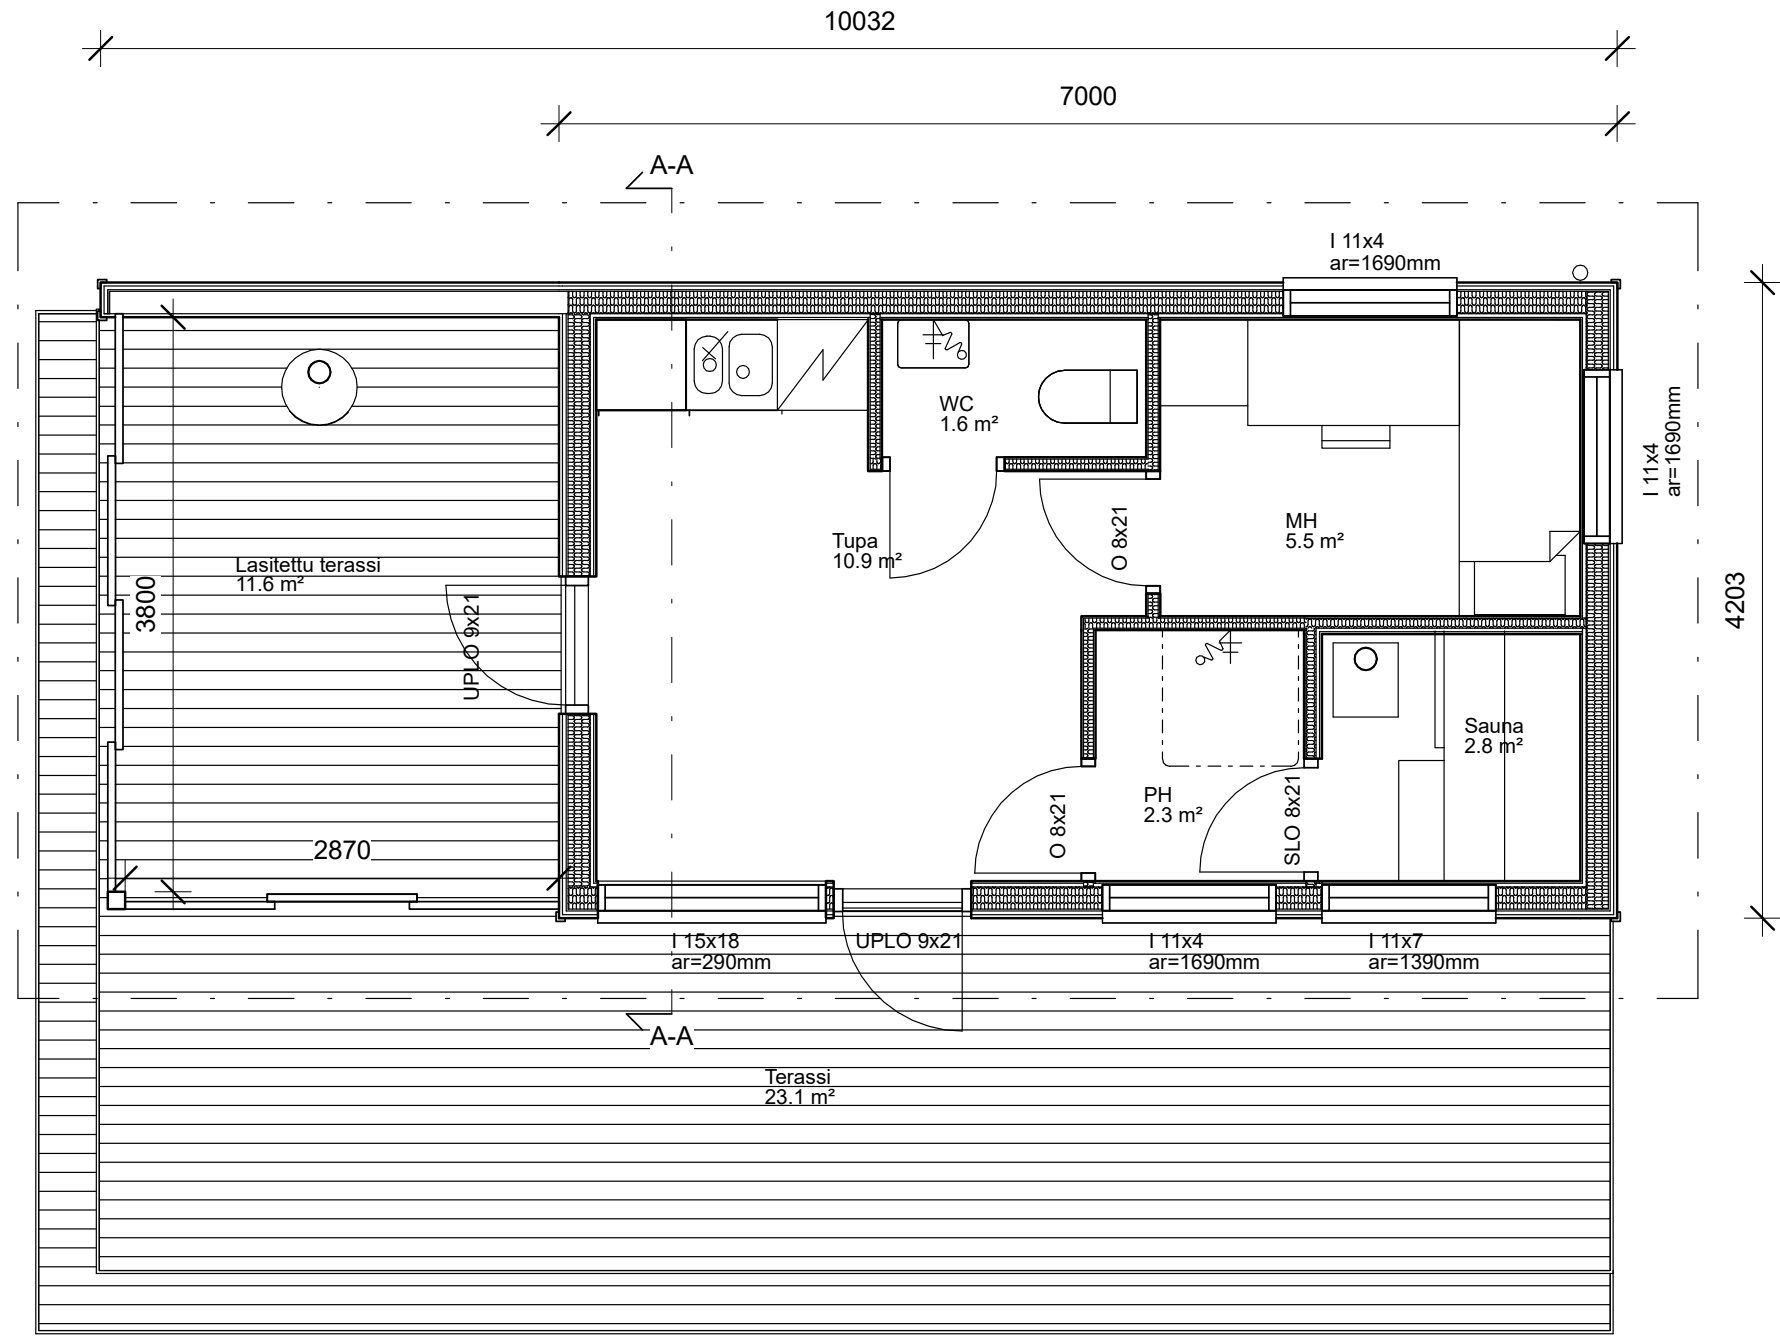 10032
7000
A-A
I 11x4
ar=1690mm
WC
1.6 m²
I 11x4
ar=1690mm
Tupa
10.9 m²
O 8x21
MH
5.5 m²
Lasitettu terassi
11.6 m²
3800
UPLO 9x21
4203
Sauna
2.8 m²
PH
2.3 m²
O 8x21
SLO 8x21
2870
I 15x18
ar=290mm
UPLO 9x21
I 11x4
ar=1690mm
I 11x7
ar=1390mm
A-A
Terassi
23.1 m²